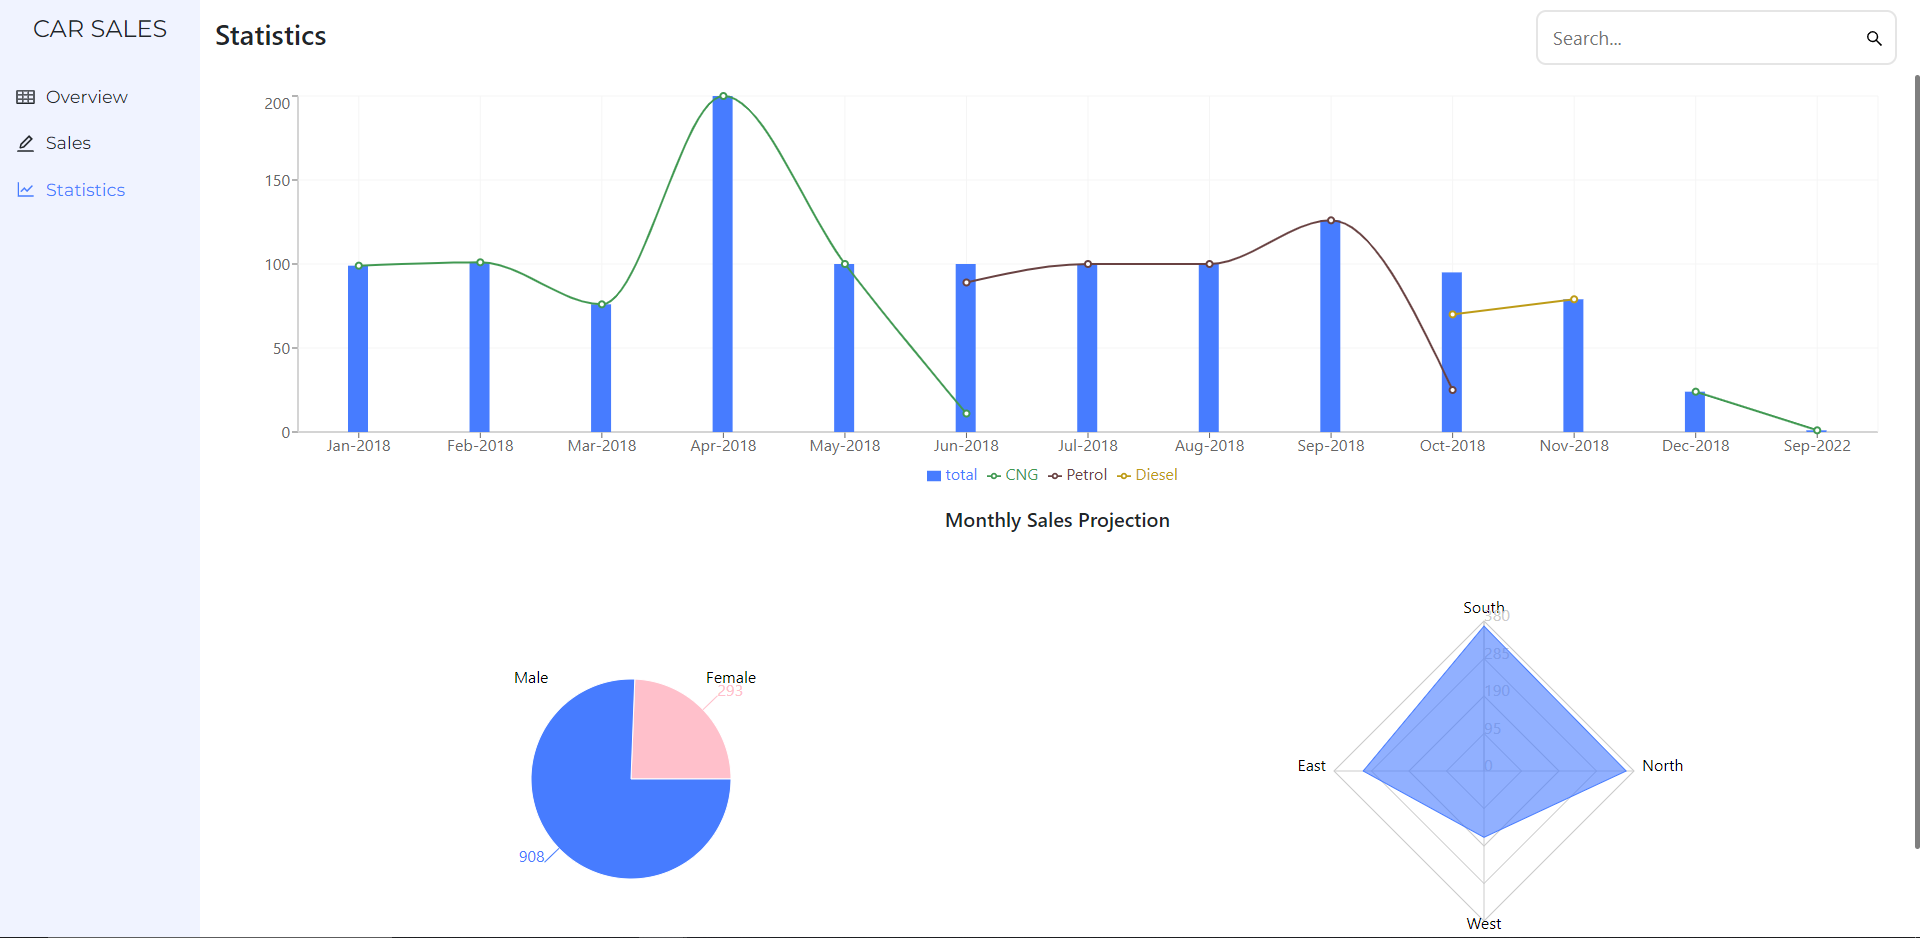 CAR SALES
Overview
Sales
Statistics
Statistics
Search...
200
150
100
50
0
Jan-2018 Feb-2018 Mar-2018 Apr-2018 May-2018 Jun-2018 Jul-2018 Aug-2018 Sep-2018 Oct-2018 Nov-2018 Dec-2018 Sep-2022
total CNG Petrol Diesel
Monthly Sales Projection
Male Female
293
908
South
380
285
190
95
0
East North
West